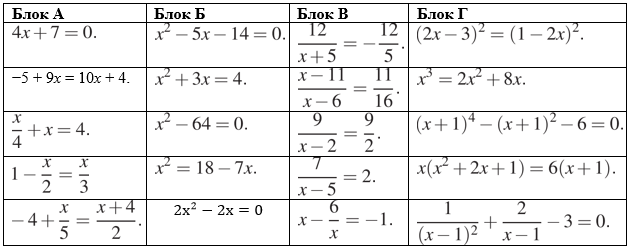 Блок А Блок Б Блок В Блок Г
4x + 7 = 0. x² − 5x − 14 = 0. 12/(x + 5) = −12/5. (2x − 3)² = (1 − 2x)².
−5 + 9x = 10x + 4. x² + 3x = 4. (x − 11)/(x − 6) = 11/16. x³ = 2x² + 8x.
x/4 + x = 4. x² − 64 = 0. 9/(x − 2) = 9/2. (x + 1)⁴ − (x + 1)² − 6 = 0.
1 − x/2 = x/3 x² = 18 − 7x. 7/(x − 5) = 2. x(x² + 2x + 1) = 6(x + 1).
−4 + x/5 = (x + 4)/2. 2x² − 2x = 0 x − 6/x = −1. 1/(x − 1)² + 2/(x − 1) − 3 = 0.